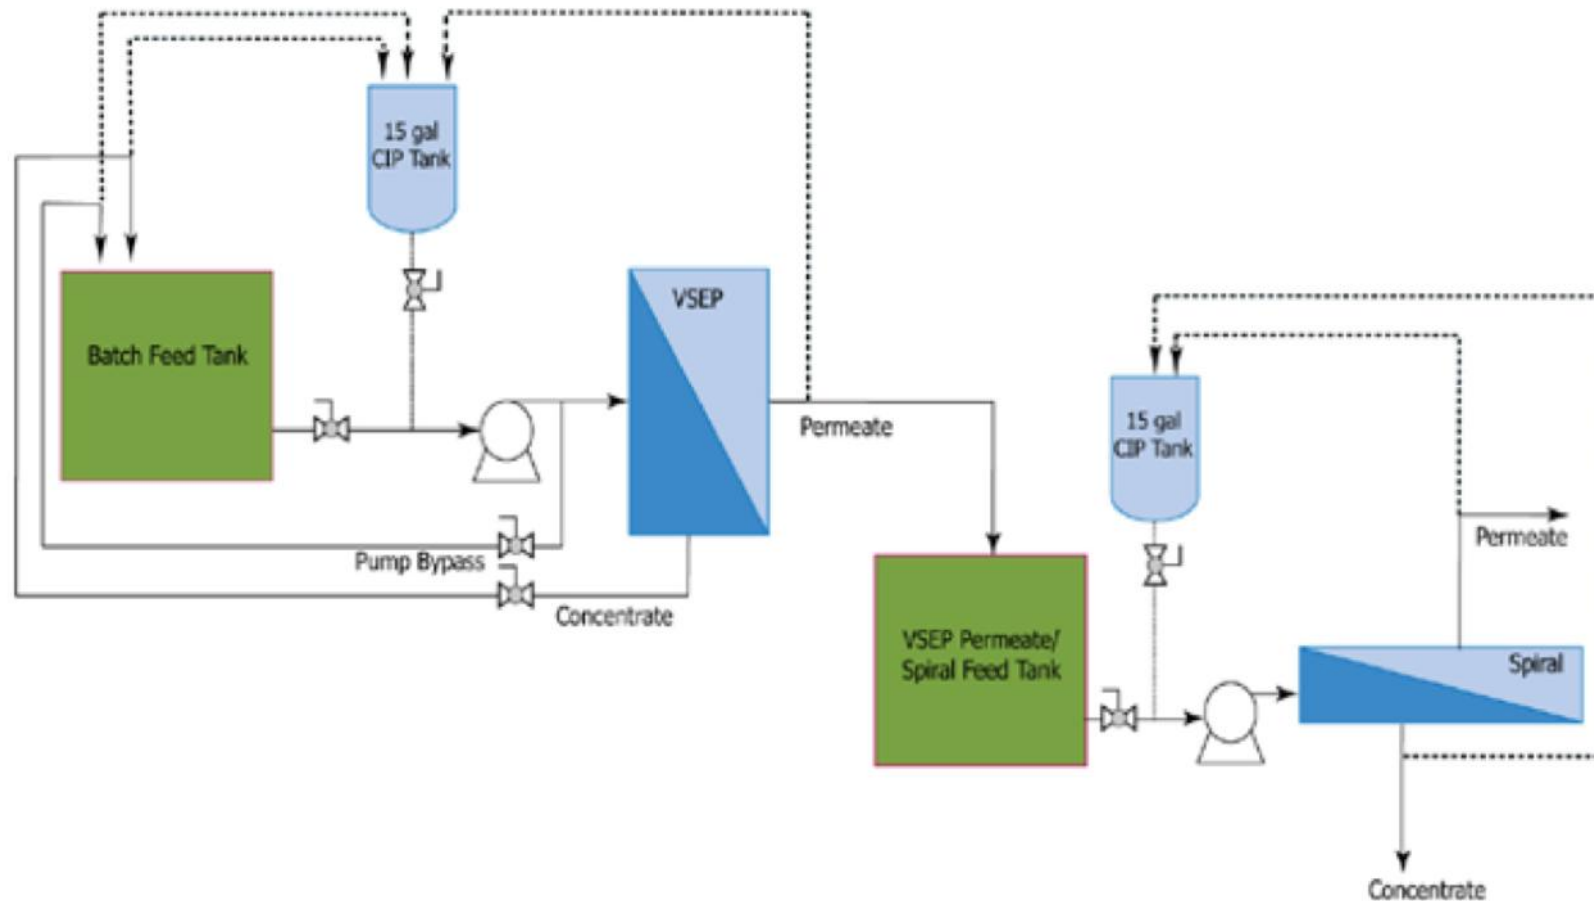 15 gal
CIP Tank
VSEP
Batch Feed Tank
Permeate
15 gal
CIP Tank
Pump Bypass
Permeate
Concentrate
VSEP Permeate/
Spiral Feed Tank
Spiral
Concentrate